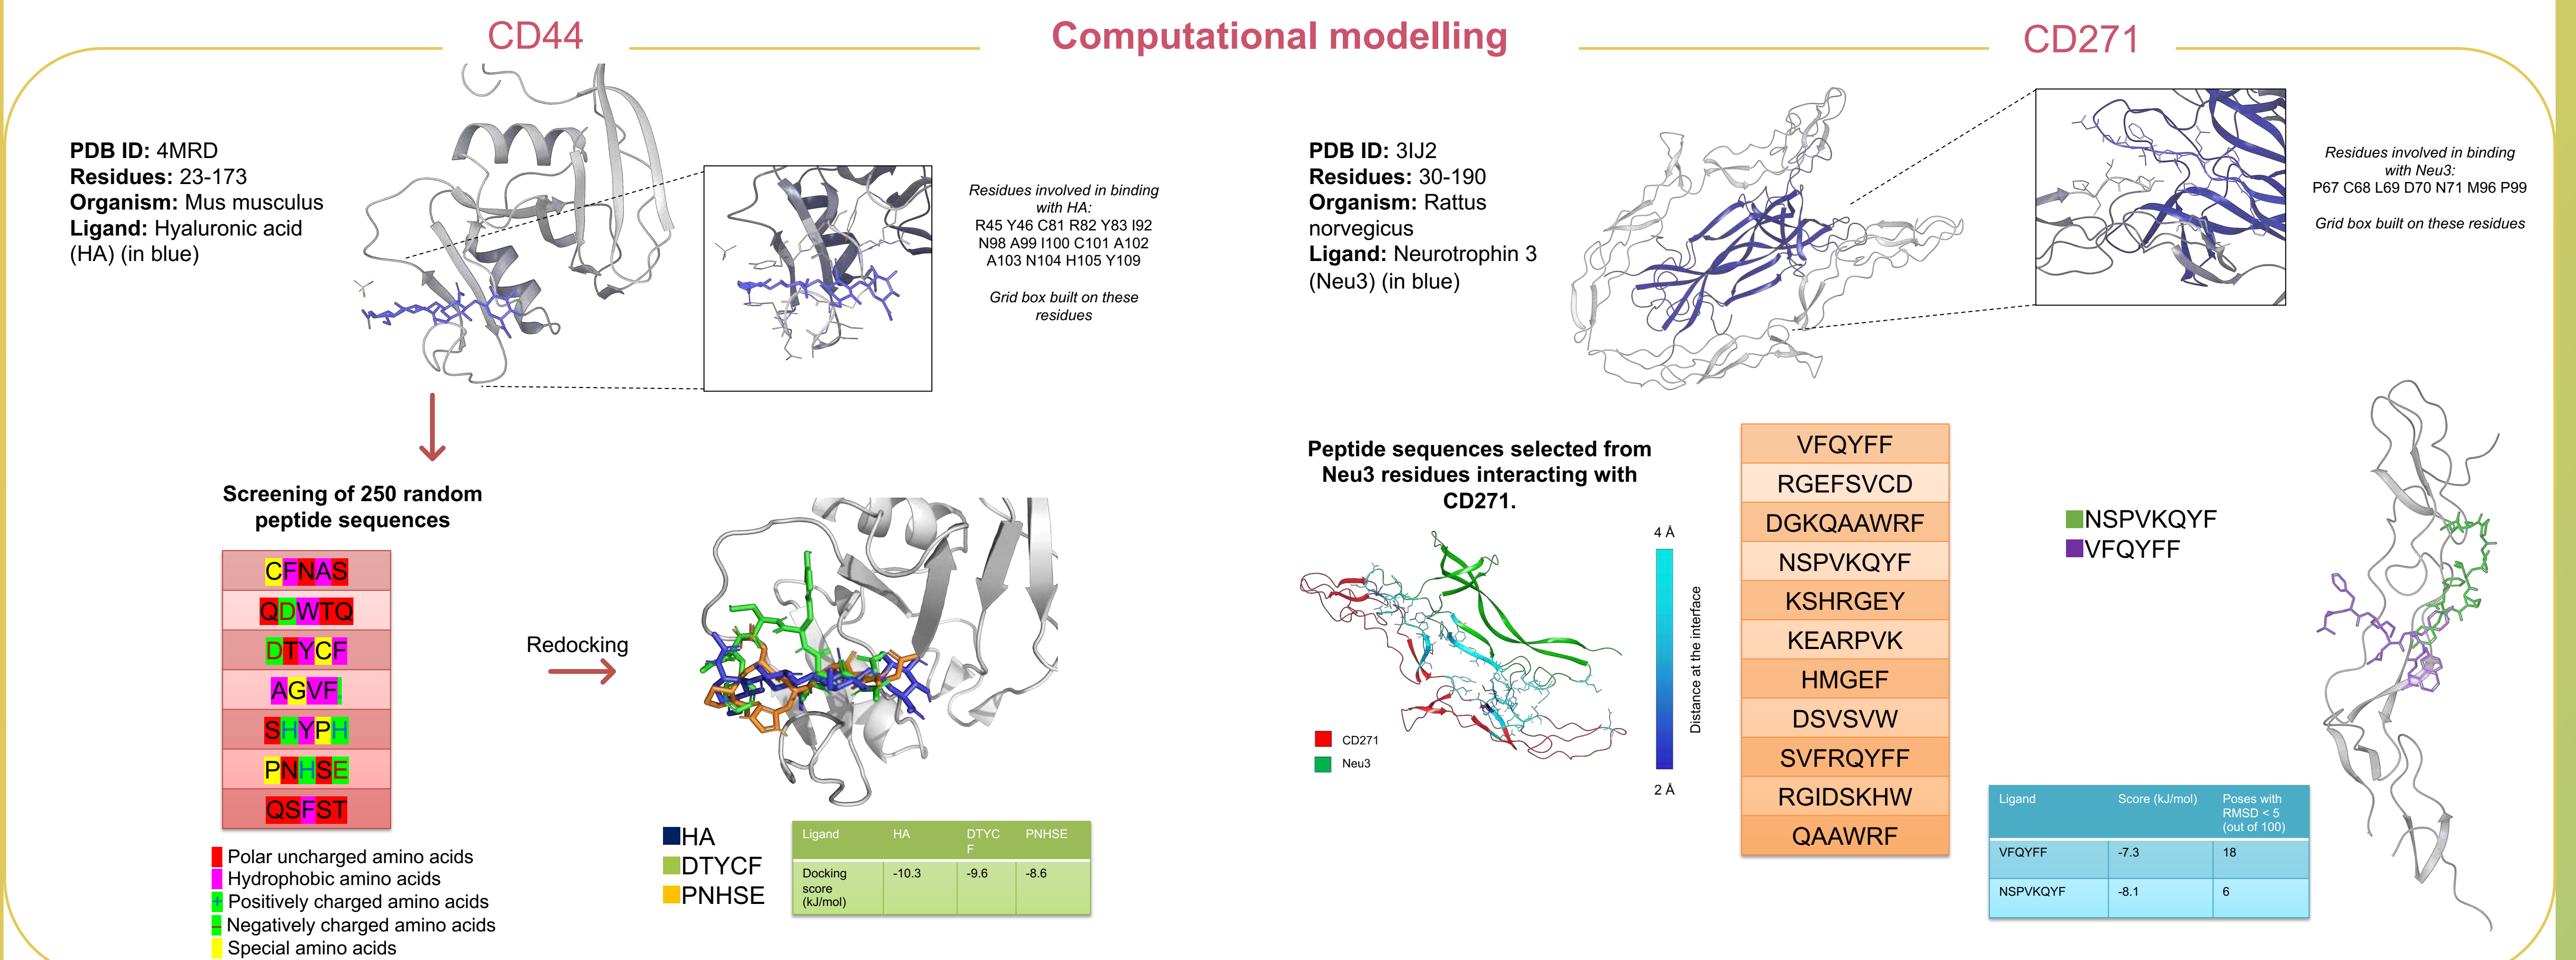 CD44
Computational modelling
CD271
PDB ID: 4MRD
Residues: 23-173
Organism: Mus musculus
Ligand: Hyaluronic acid
(HA) (in blue)
Residues involved in binding
with HA:
R45 Y46 C81 R82 Y83 I92
N98 A99 I100 C101 A102
A103 N104 H105 Y109
Grid box built on these
residues
Screening of 250 random
peptide sequences
CFNAS
QDWTQ
DTYCF
AGVF
SHYPH
PNHSE
QSFST
Polar uncharged amino acids
Hydrophobic amino acids
+ Positively charged amino acids
- Negatively charged amino acids
Special amino acids
Redocking
HA
DTYCF
PNHSE
Ligand HA DTYC
F PNHSE
Docking
score
(kJ/mol) -10.3 -9.6 -8.6
PDB ID: 3IJ2
Residues: 30-190
Organism: Rattus
norvegicus
Ligand: Neurotrophin 3
(Neu3) (in blue)
Residues involved in binding
with Neu3:
P67 C68 L69 D70 N71 M96 P99
Grid box built on these residues
Peptide sequences selected from
Neu3 residues interacting with
CD271.
4 Å
Distance at the interface
2 Å
CD271
Neu3
VFQYFF
RGEFSVCD
DGKQAAWRF
NSPVKQYF
KSHRGEY
KEARPVK
HMGEF
DSVSVW
SVFRQYFF
RGIDSKHW
QAAWRF
NSPVKQYF
VFQYFF
Ligand Score (kJ/mol) Poses with
RMSD < 5
(out of 100)
VFQYFF -7.3 18
NSPVKQYF -8.1 6